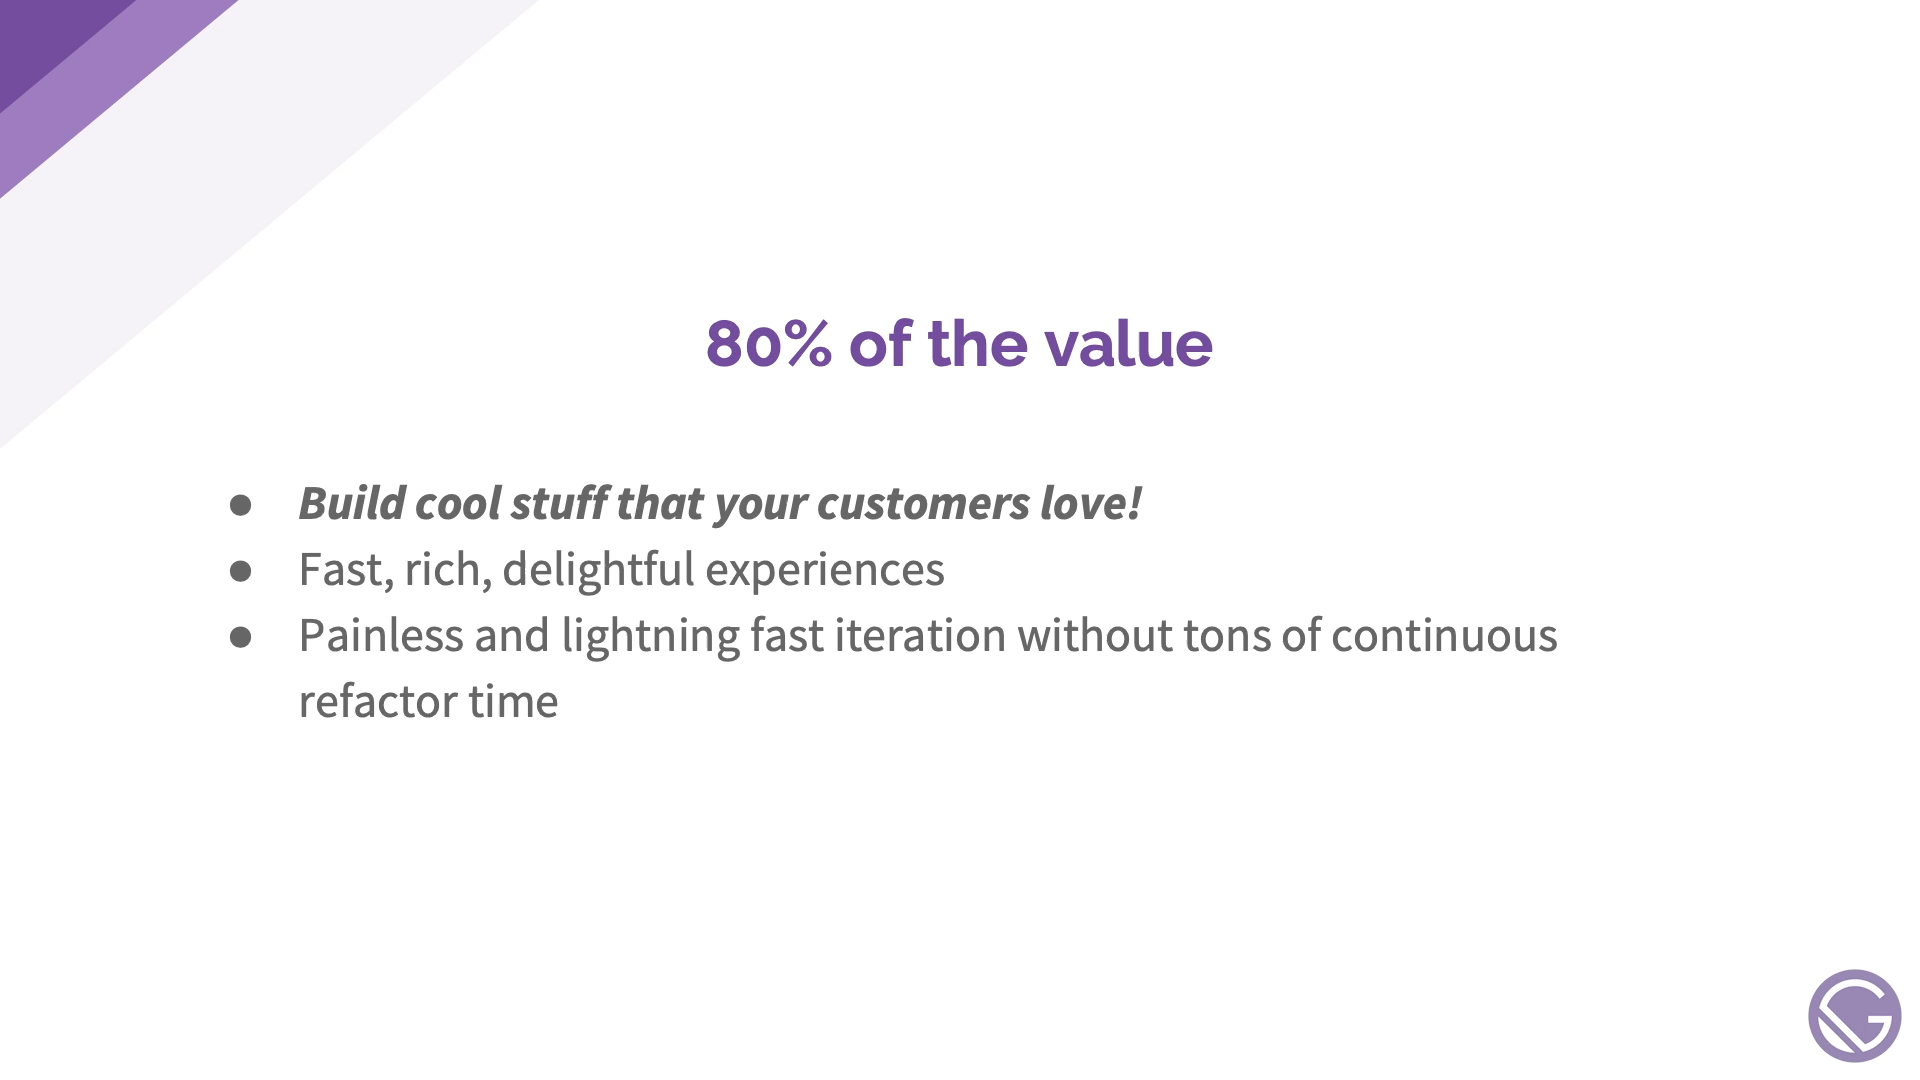 80% of the value
● Build cool stuff that your customers love!
● Fast, rich, delightful experiences
● Painless and lightning fast iteration without tons of continuous
refactor time